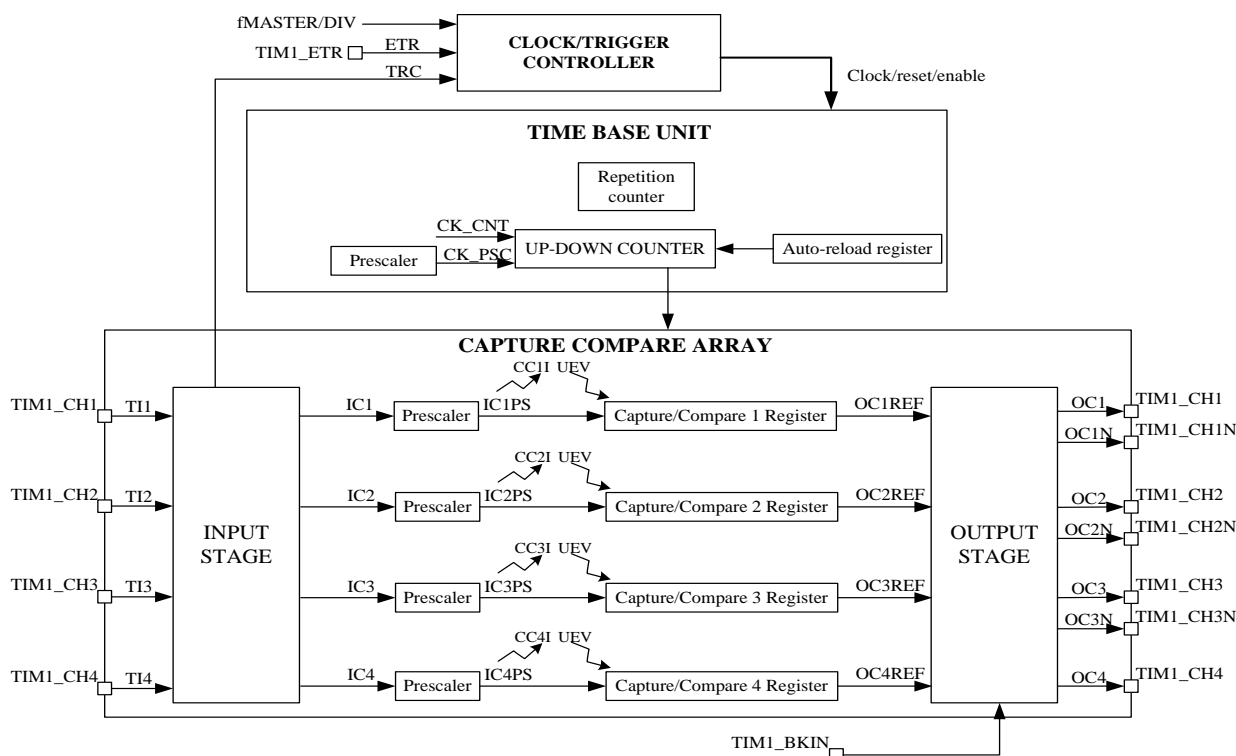 fMASTER/DIV
TIM1_ETR
ETR
TRC
CLOCK/TRIGGER
CONTROLLER
Clock/reset/enable
TIME BASE UNIT
Repetition
counter
CK_CNT
Prescaler
CK_PSC
UP-DOWN COUNTER
Auto-reload register
CAPTURE COMPARE ARRAY
TIM1_CH1
TI1
IC1
Prescaler
CC1I
UEV
IC1PS
Capture/Compare 1 Register
OC1REF
OC1
TIM1_CH1
OC1N
TIM1_CH1N
TIM1_CH2
TI2
IC2
Prescaler
CC2I
UEV
IC2PS
Capture/Compare 2 Register
OC2REF
OC2
TIM1_CH2
OC2N
TIM1_CH2N
INPUT
STAGE
OUTPUT
STAGE
TIM1_CH3
TI3
IC3
Prescaler
CC3I
UEV
IC3PS
Capture/Compare 3 Register
OC3REF
OC3
TIM1_CH3
OC3N
TIM1_CH3N
TIM1_CH4
TI4
IC4
Prescaler
CC4I
UEV
IC4PS
Capture/Compare 4 Register
OC4REF
OC4
TIM1_CH4
TIM1_BKIN